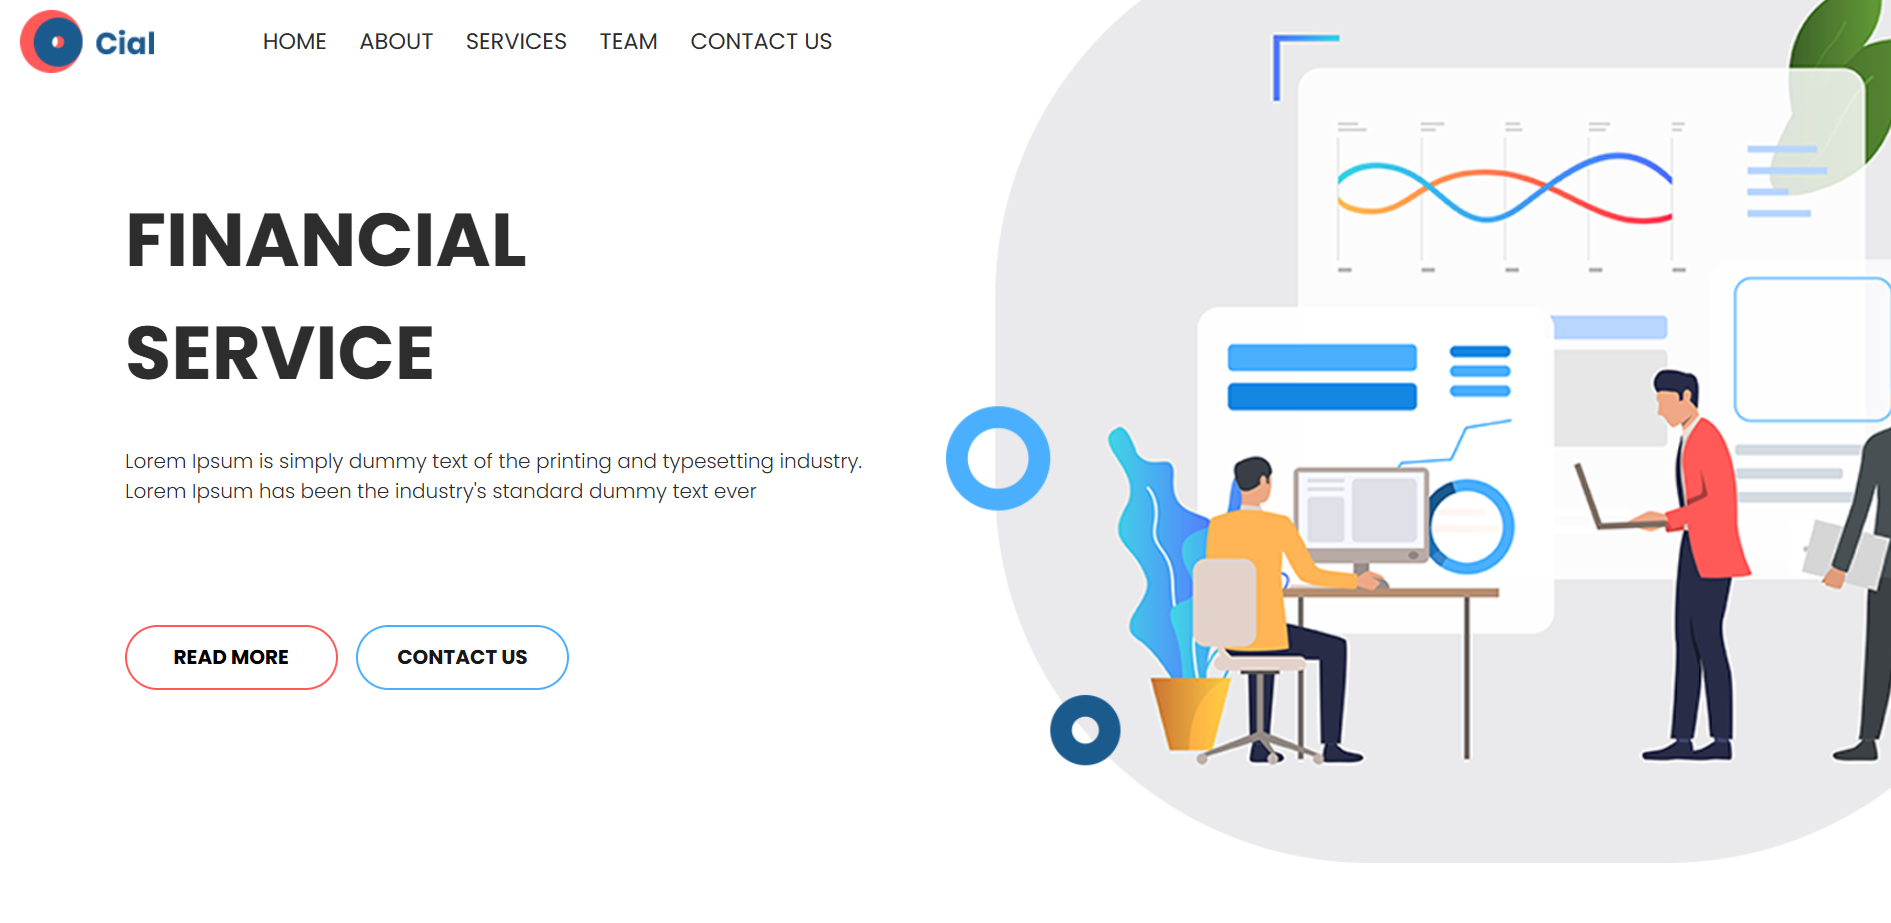 Cial
HOME ABOUT SERVICES TEAM CONTACT US
FINANCIAL
SERVICE
Lorem Ipsum is simply dummy text of the printing and typesetting industry.
Lorem Ipsum has been the industry's standard dummy text ever
READ MORE CONTACT US